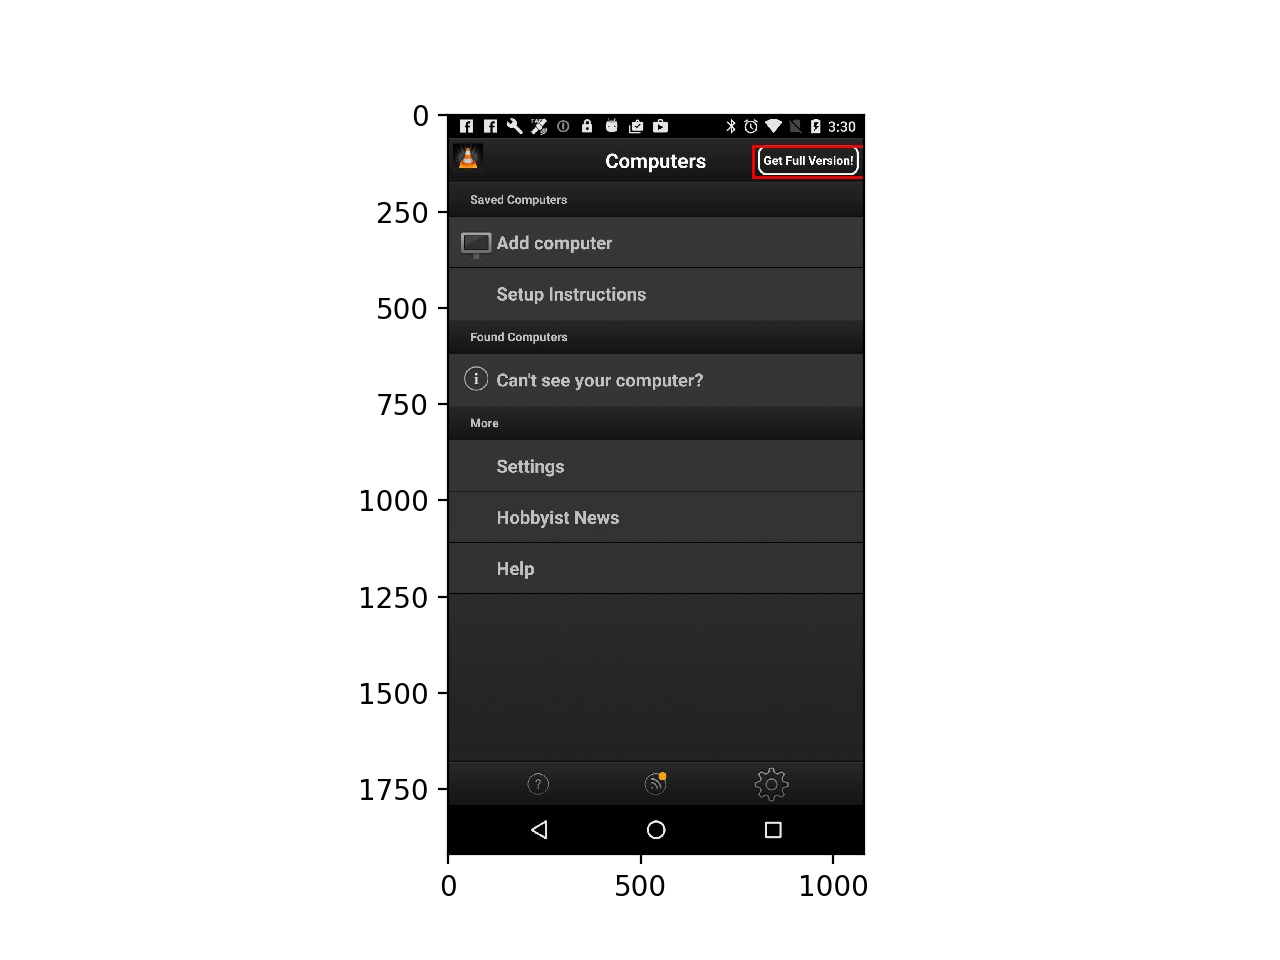 0
250
500
750
1000
1250
1500
1750
3:30
Computers
Get Full Version!
Saved Computers
Add computer
Setup Instructions
Found Computers
i
Can't see your computer?
More
Settings
Hobbyist News
Help
?
0
500
1000